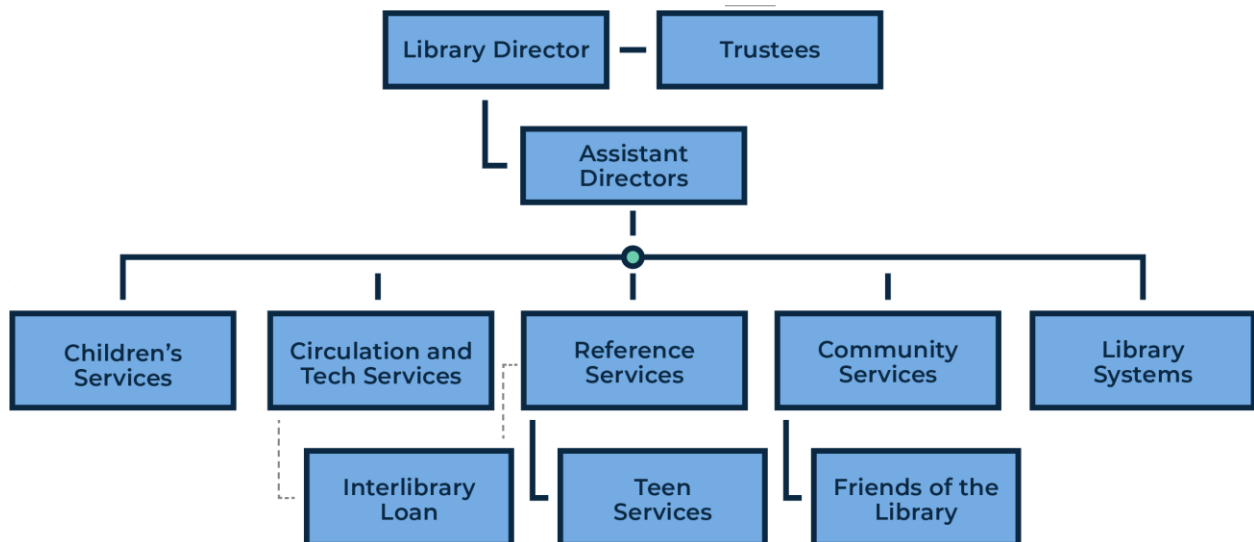 Library Director
Trustees
Assistant
Directors
Children's
Services
Circulation and
Tech Services
Reference
Services
Community
Services
Library
Systems
Interlibrary
Loan
Teen
Services
Friends of the
Library